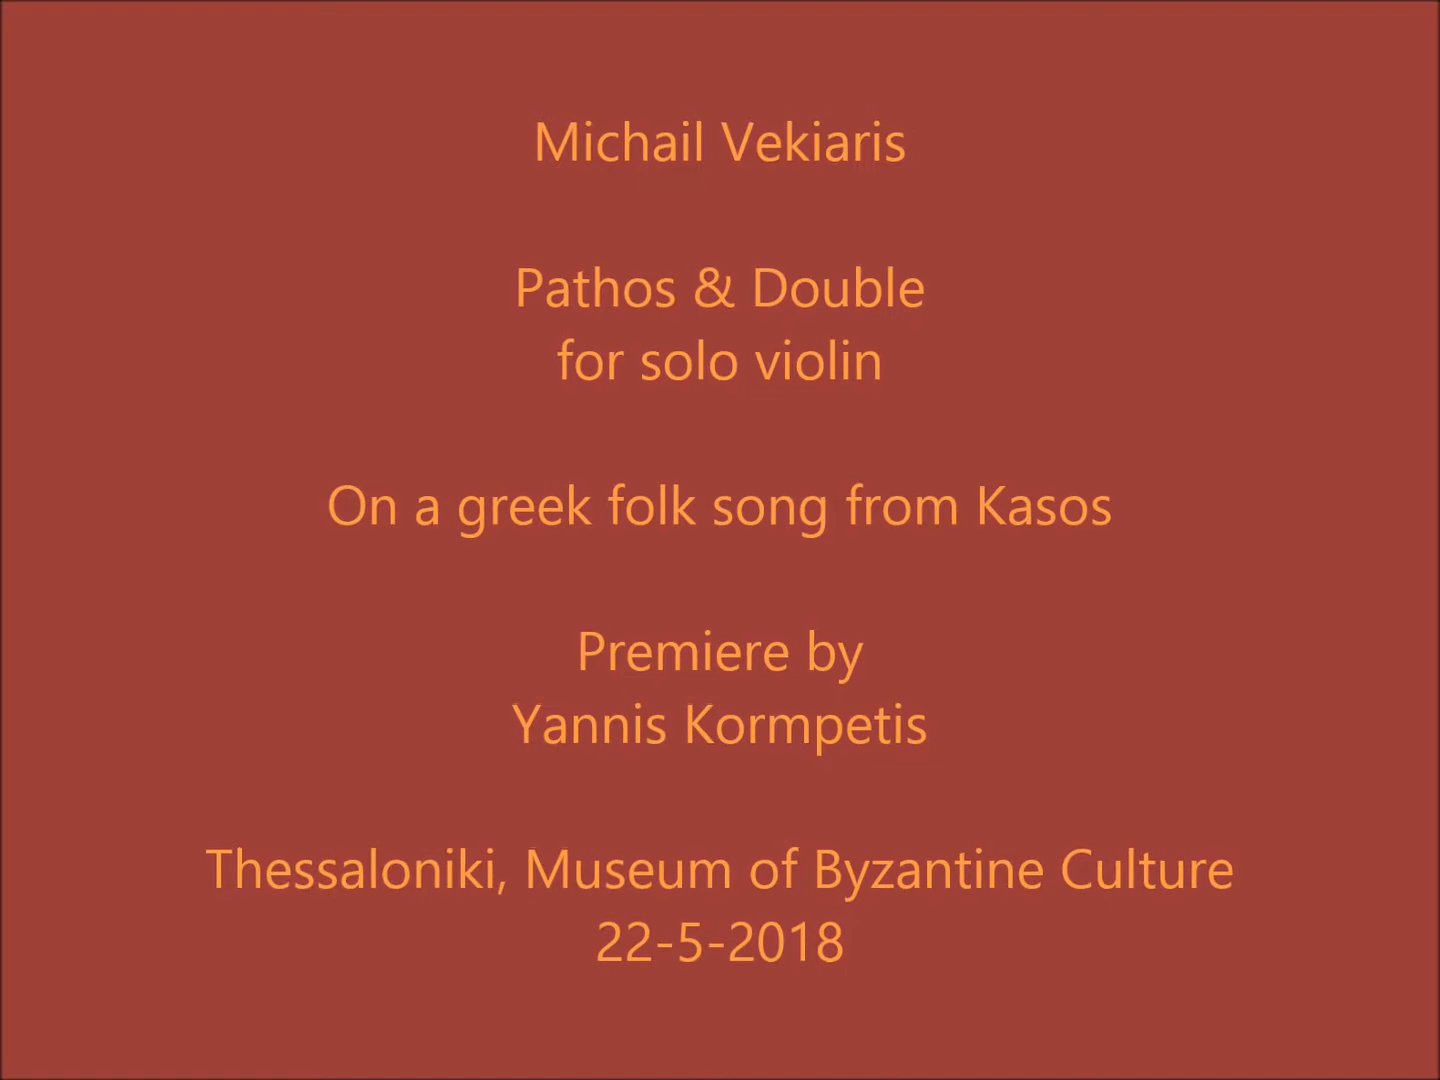 Michail Vekiaris
Pathos & Double
for solo violin
On a greek folk song from Kasos
Premiere by
Yannis Kormpetis
Thessaloniki, Museum of Byzantine Culture
22-5-2018